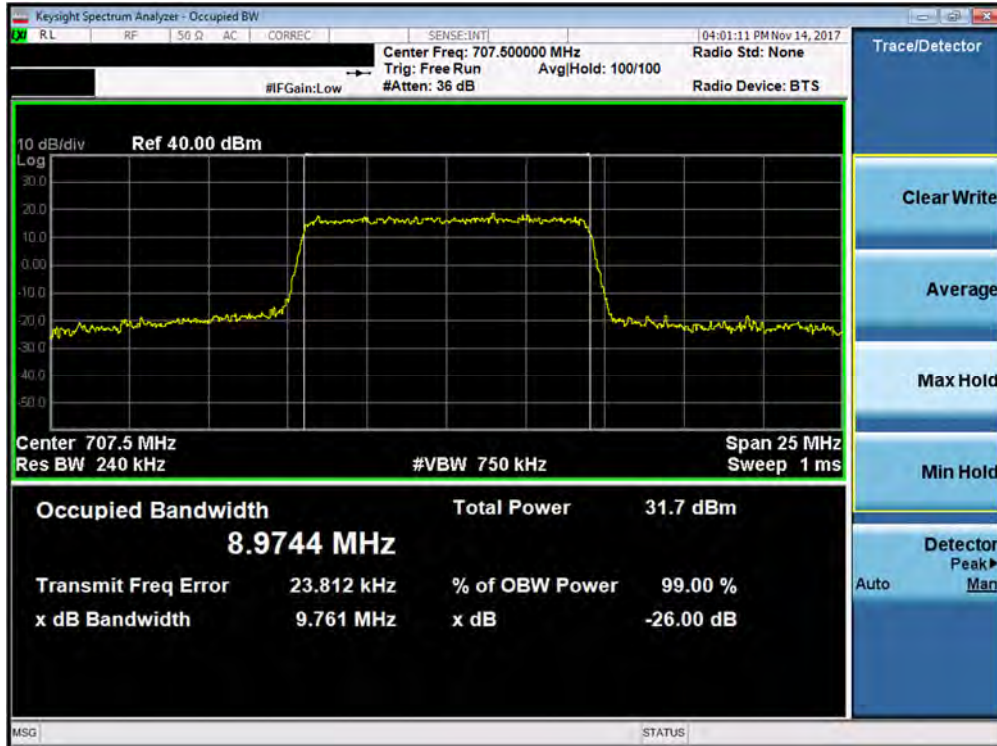 Keysight Spectrum Analyzer - Occupied BW
LXI RL RF 50 Ω AC CORREC SENSE:INT 04:01:11 PM Nov 14, 2017
Center Freq: 707.500000 MHz Radio Std: None
Trig: Free Run Avg|Hold: 100/100
#IFGain:Low #Atten: 36 dB Radio Device: BTS
10 dB/div Ref 40.00 dBm
Log
30.0
20.0
10.0
0.00
-10.0
-20.0
-30.0
-40.0
-50.0
Center 707.5 MHz Span 25 MHz
Res BW 240 kHz #VBW 750 kHz Sweep 1 ms
Occupied Bandwidth Total Power 31.7 dBm
8.9744 MHz
Transmit Freq Error 23.812 kHz % of OBW Power 99.00 %
x dB Bandwidth 9.761 MHz x dB -26.00 dB
Trace/Detector
Clear Write
Average
Max Hold
Min Hold
Detector
Peak▶
Auto Man
MSG STATUS